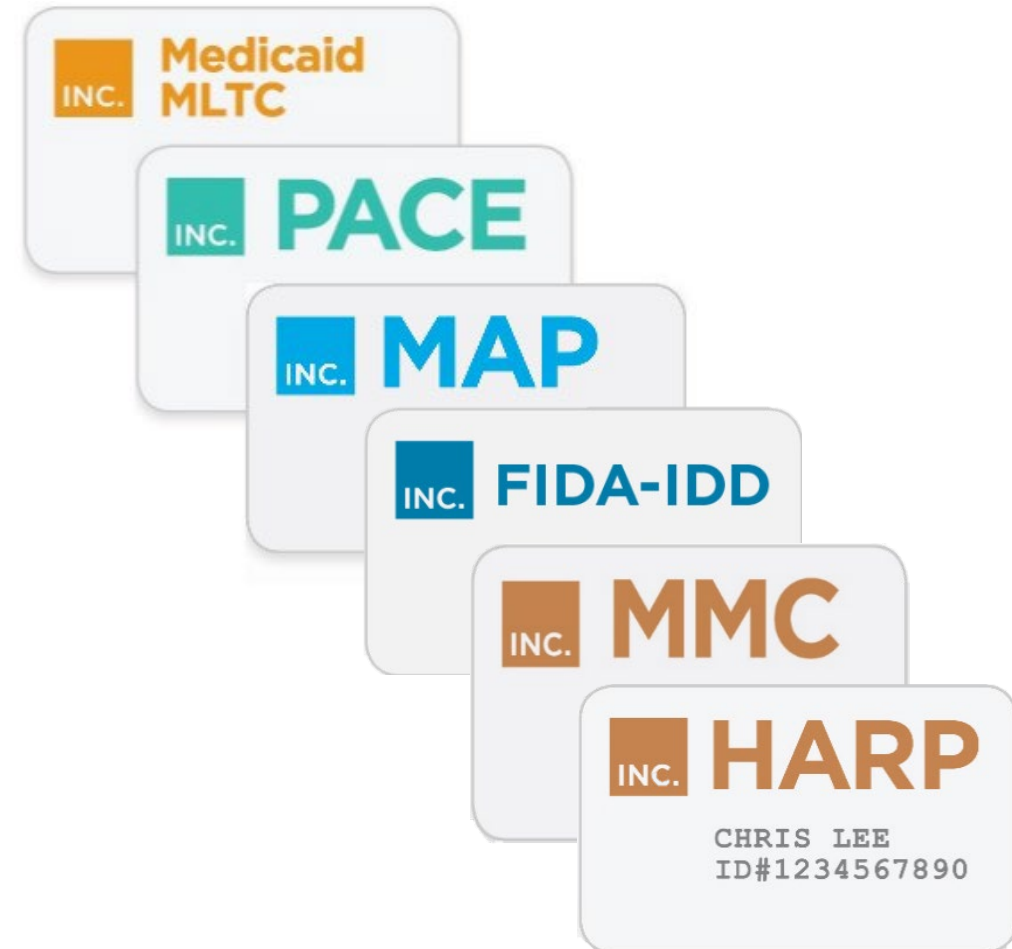 INC. Medicaid
MLTC
INC. PACE
INC. MAP
INC. FIDA-IDD
INC. MMC
INC. HARP
CHRIS LEE
ID#1234567890